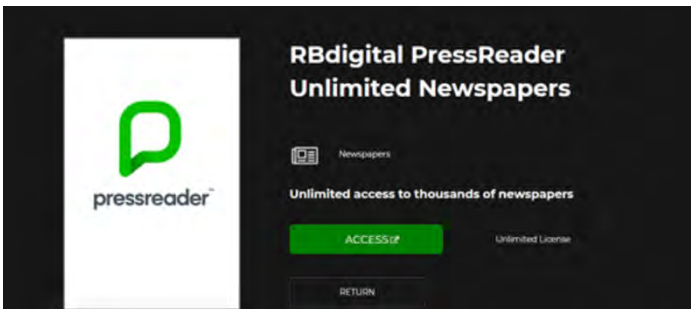 RBdigital PressReader
Unlimited Newspapers
Newspapers
Unlimited access to thousands of newspapers
ACCESS
Unlimited License
RETURN
pressreader